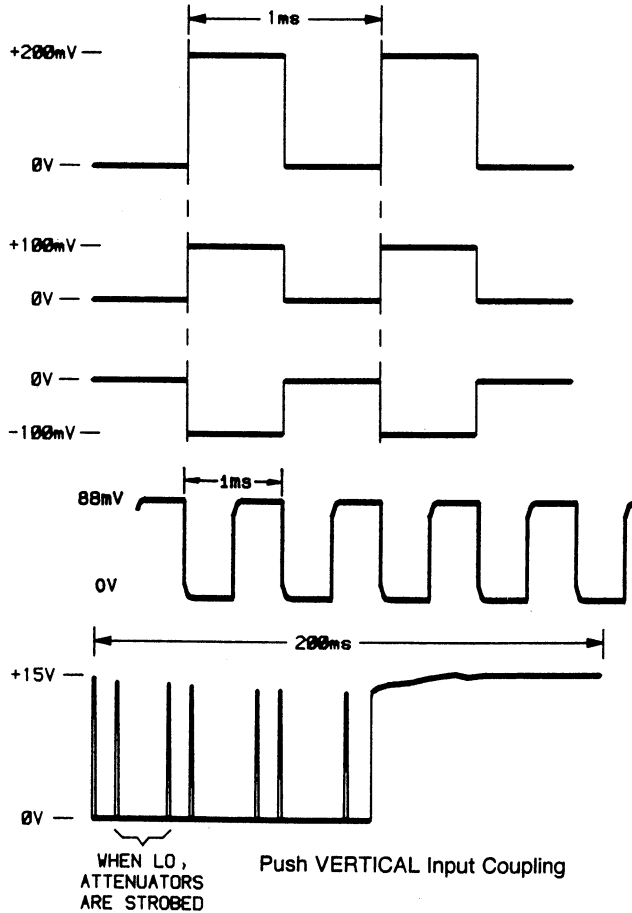 1ms
+200mV
0V
+100mV
0V
0V
-100mV
1ms
88mV
0V
200ms
+15V
0V
WHEN LO,
ATTENUATORS
ARE STROBED
Push VERTICAL Input Coupling